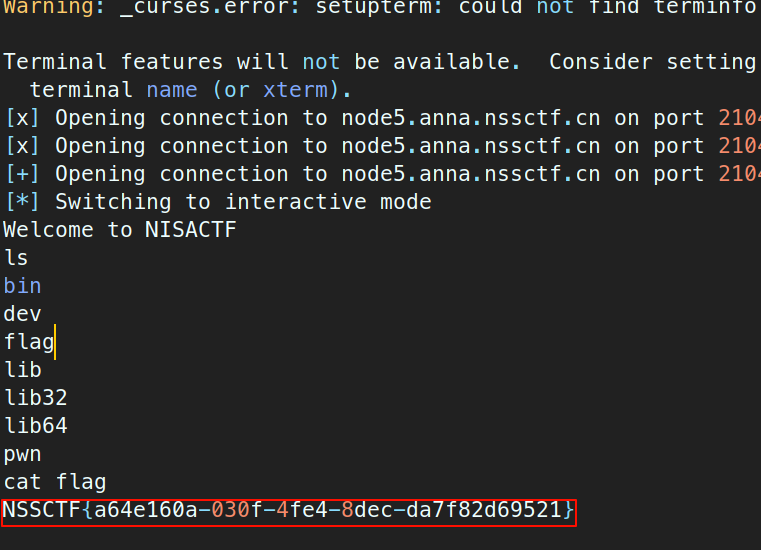 Warning: _curses.error: setupterm: could not find terminfo
Terminal features will not be available.  Consider setting
  terminal name (or xterm).
[x] Opening connection to node5.anna.nssctf.cn on port 2104
[x] Opening connection to node5.anna.nssctf.cn on port 2104
[+] Opening connection to node5.anna.nssctf.cn on port 2104
[*] Switching to interactive mode
Welcome to NISACTF
ls
bin
dev
flag
lib
lib32
lib64
pwn
cat flag
NSSCTF{a64e160a-030f-4fe4-8dec-da7f82d69521}